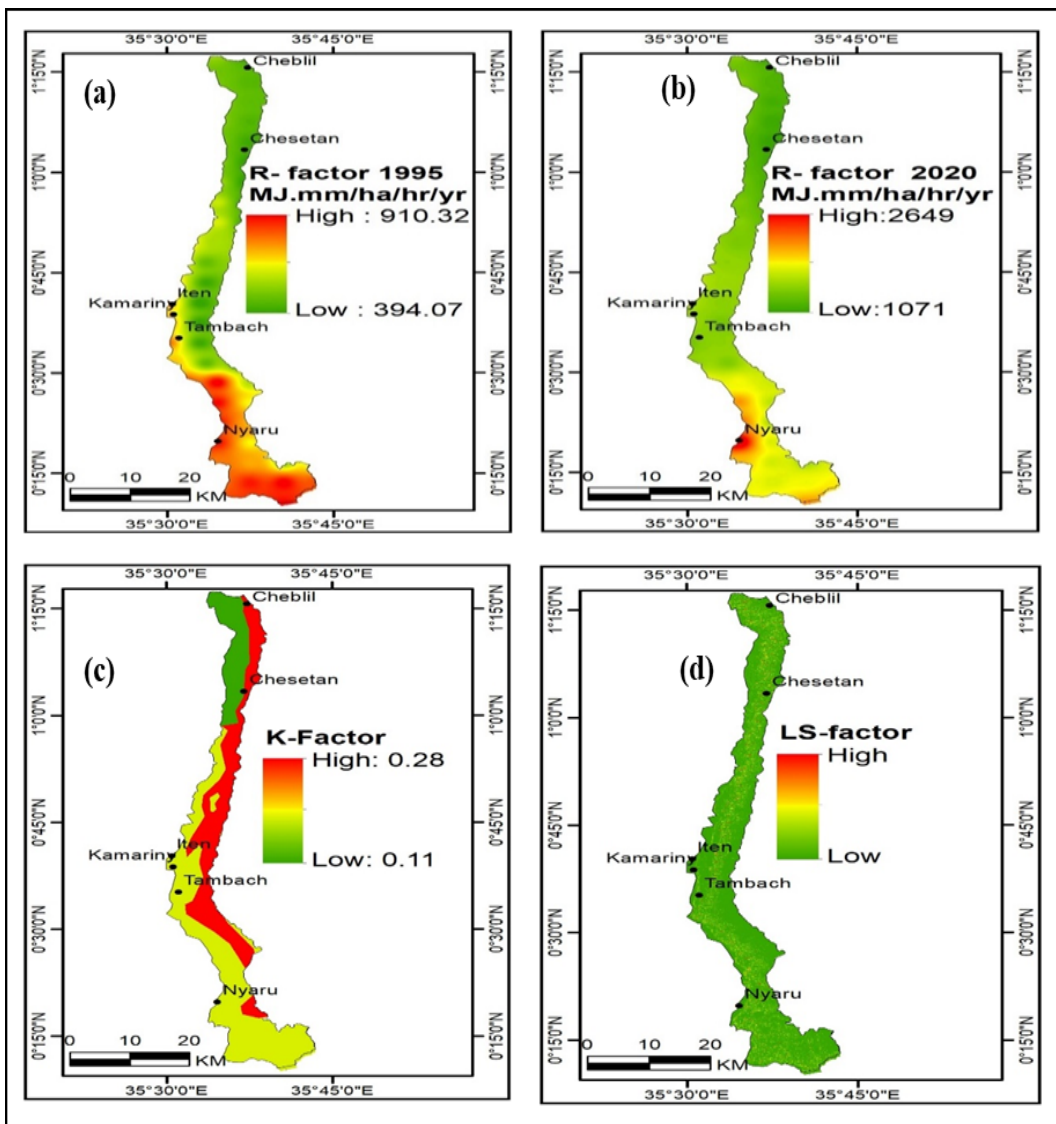 35°30'0"E 35°45'0"E
(a)
Cheblil
Chesetan
R- factor 1995
MJ.mm/ha/hr/yr
High : 910.32
Low : 394.07
Iten
Kamariny
Tambach
Nyaru
0 10 20
KM
1°15'0"N
1°0'0"N
0°45'0"N
0°30'0"N
0°15'0"N
1°15'0"N
1°0'0"N
0°45'0"N
0°30'0"N
0°15'0"N
35°30'0"E 35°45'0"E
35°30'0"E 35°45'0"E
(b)
Cheblil
Chesetan
R- factor 2020
MJ.mm/ha/hr/yr
High:2649
Low:1071
Iten
Kamariny
Tambach
Nyaru
0 10 20
KM
1°15'0"N
1°0'0"N
0°45'0"N
0°30'0"N
0°15'0"N
1°15'0"N
1°0'0"N
0°45'0"N
0°30'0"N
0°15'0"N
35°30'0"E 35°45'0"E
35°30'0"E 35°45'0"E
(c)
Cheblil
Chesetan
K-Factor
High: 0.28
Low: 0.11
Iten
Kamariny
Tambach
Nyaru
0 10 20
KM
1°15'0"N
1°0'0"N
0°45'0"N
0°30'0"N
0°15'0"N
1°15'0"N
1°0'0"N
0°45'0"N
0°30'0"N
0°15'0"N
35°30'0"E 35°45'0"E
35°30'0"E 35°45'0"E
(d)
Cheblil
Chesetan
LS-factor
High
Low
Iten
Kamariny
Tambach
Nyaru
0 10 20
KM
1°15'0"N
1°0'0"N
0°45'0"N
0°30'0"N
0°15'0"N
1°15'0"N
1°0'0"N
0°45'0"N
0°30'0"N
0°15'0"N
35°30'0"E 35°45'0"E